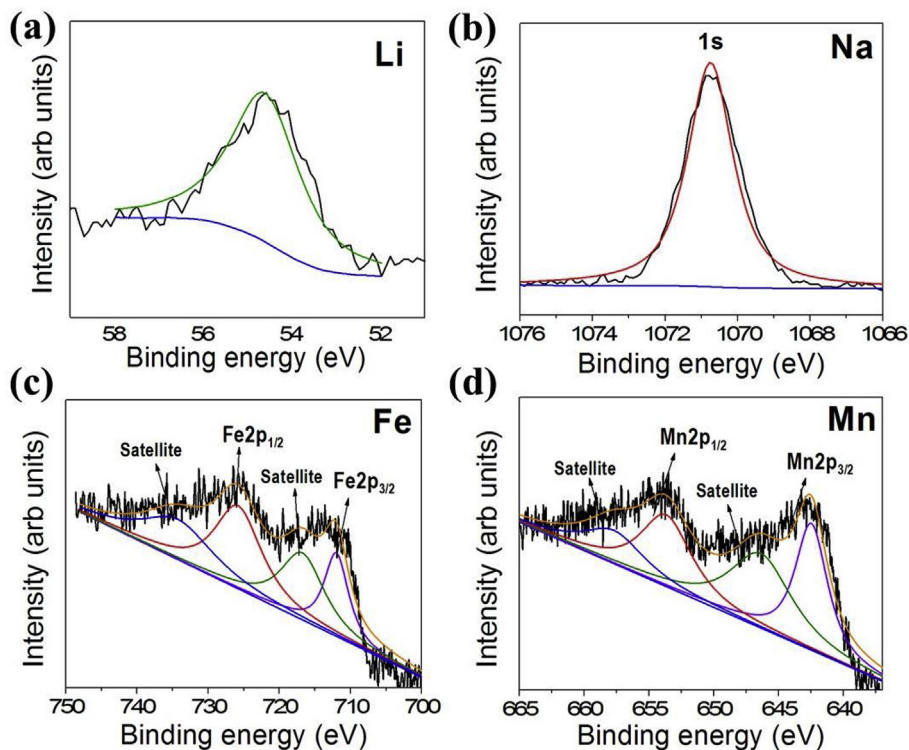 (a)
Li
Intensity (arb units)
58 56 54 52
Binding energy (eV)
(b)
1s
Na
Intensity (arb units)
1076 1074 1072 1070 1068 1066
Binding energy (eV)
(c)
Fe
Satellite
Fe2p1/2
Satellite
Fe2p3/2
Intensity (arb units)
750 740 730 720 710 700
Binding energy (eV)
(d)
Mn
Satellite
Mn2p1/2
Satellite
Mn2p3/2
Intensity (arb units)
665 660 655 650 645 640
Binding energy (eV)